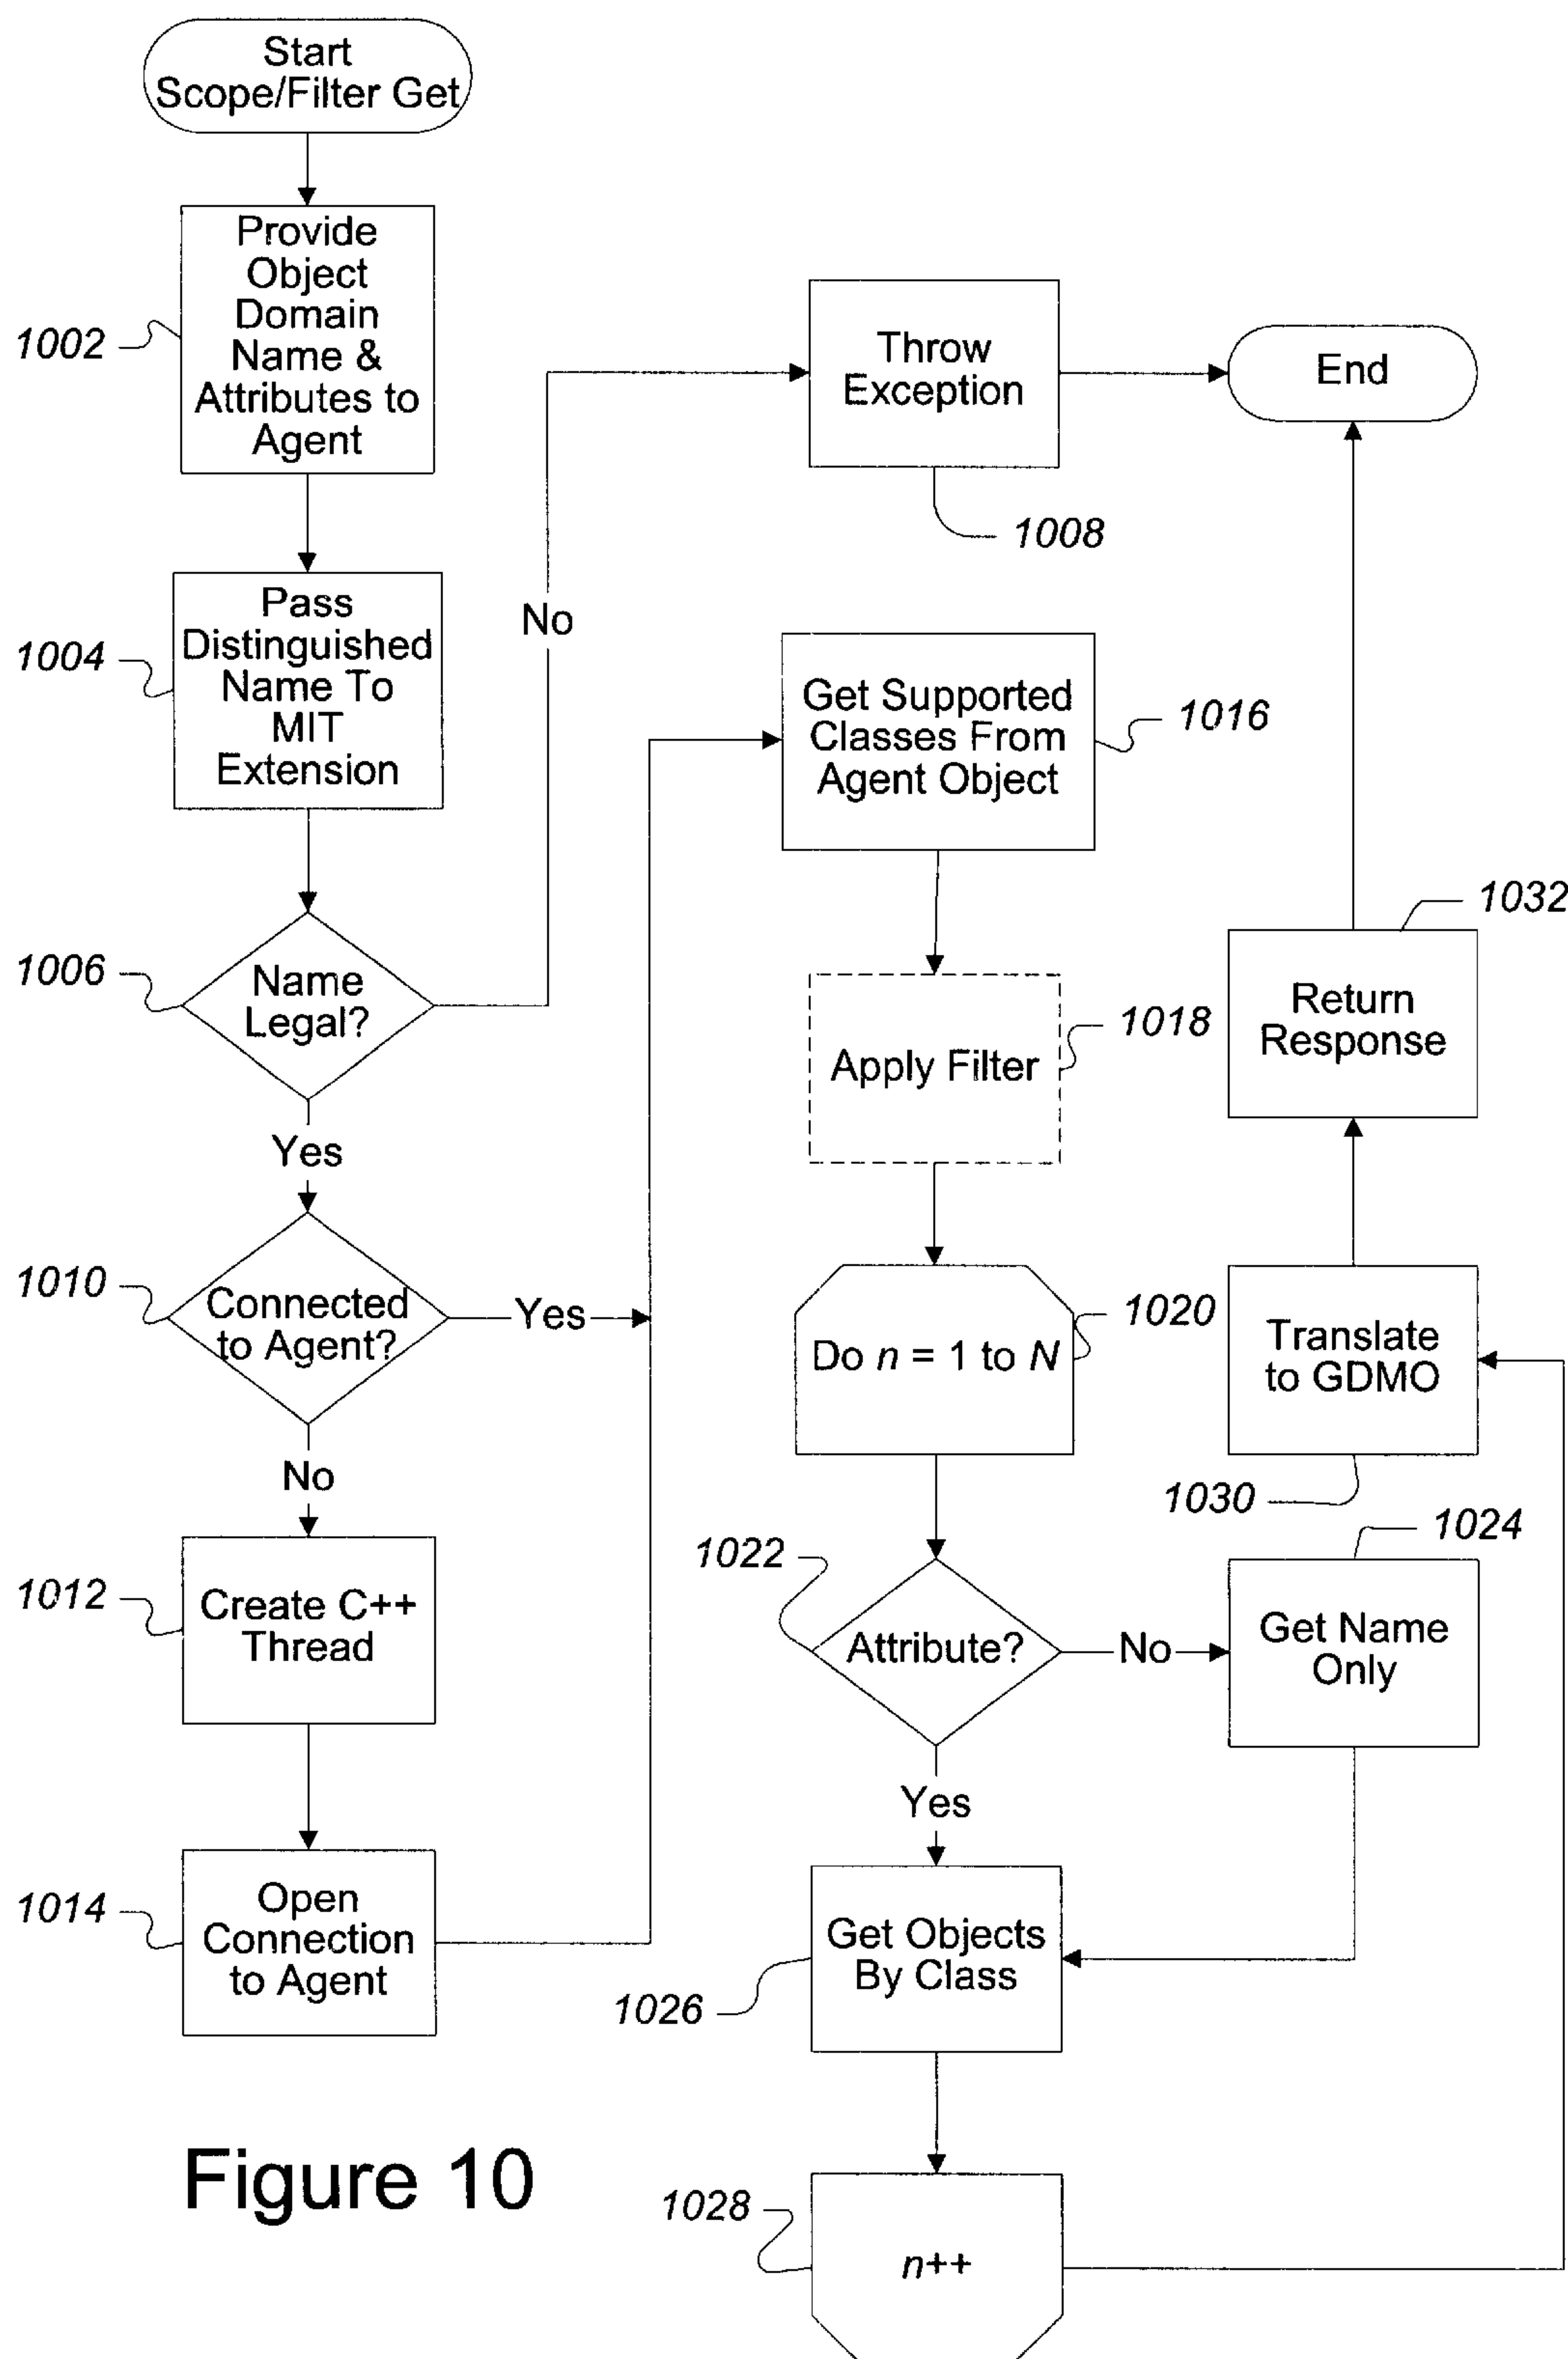 Start
Scope/Filter Get
Provide
Object
Domain
Name &
Attributes to
Agent
1002
Pass
Distinguished
Name To
MIT
Extension
1004
Name
Legal?
1006
No
Yes
Throw
Exception
1008
End
Connected
to Agent?
1010
Yes
No
Create C++
Thread
1012
Open
Connection
to Agent
1014
Get Supported
Classes From
Agent Object
1016
Apply Filter
1018
Do n = 1 to N
1020
Attribute?
1022
No
Yes
Get Name
Only
1024
Get Objects
By Class
1026
n++
1028
Translate
to GDMO
1030
Return
Response
1032
Figure 10